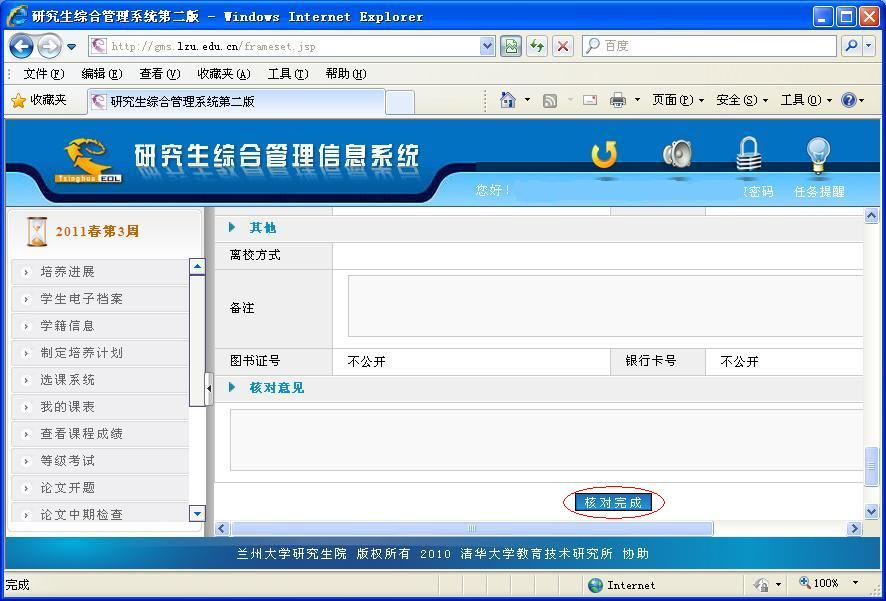 研究生综合管理系统第二版 - Windows Internet Explorer
http://gms.lzu.edu.cn/frameset.jsp
百度
文件(F) 编辑(E) 查看(V) 收藏夹(A) 工具(T) 帮助(H)
收藏夹 研究生综合管理系统第二版 页面(P) 安全(S) 工具(O)
研究生综合管理信息系统
Tsinghua EOL
您好! 密码 任务提醒
2011春第3周
培养进展
学生电子档案
学籍信息
制定培养计划
选课系统
我的课表
查看课程成绩
等级考试
论文开题
论文中期检查
其他
离校方式
备注
图书证号 不公开 银行卡号 不公开
核对意见
核对完成
兰州大学研究生院 版权所有 2010 清华大学教育技术研究所 协助
完成 Internet 100%